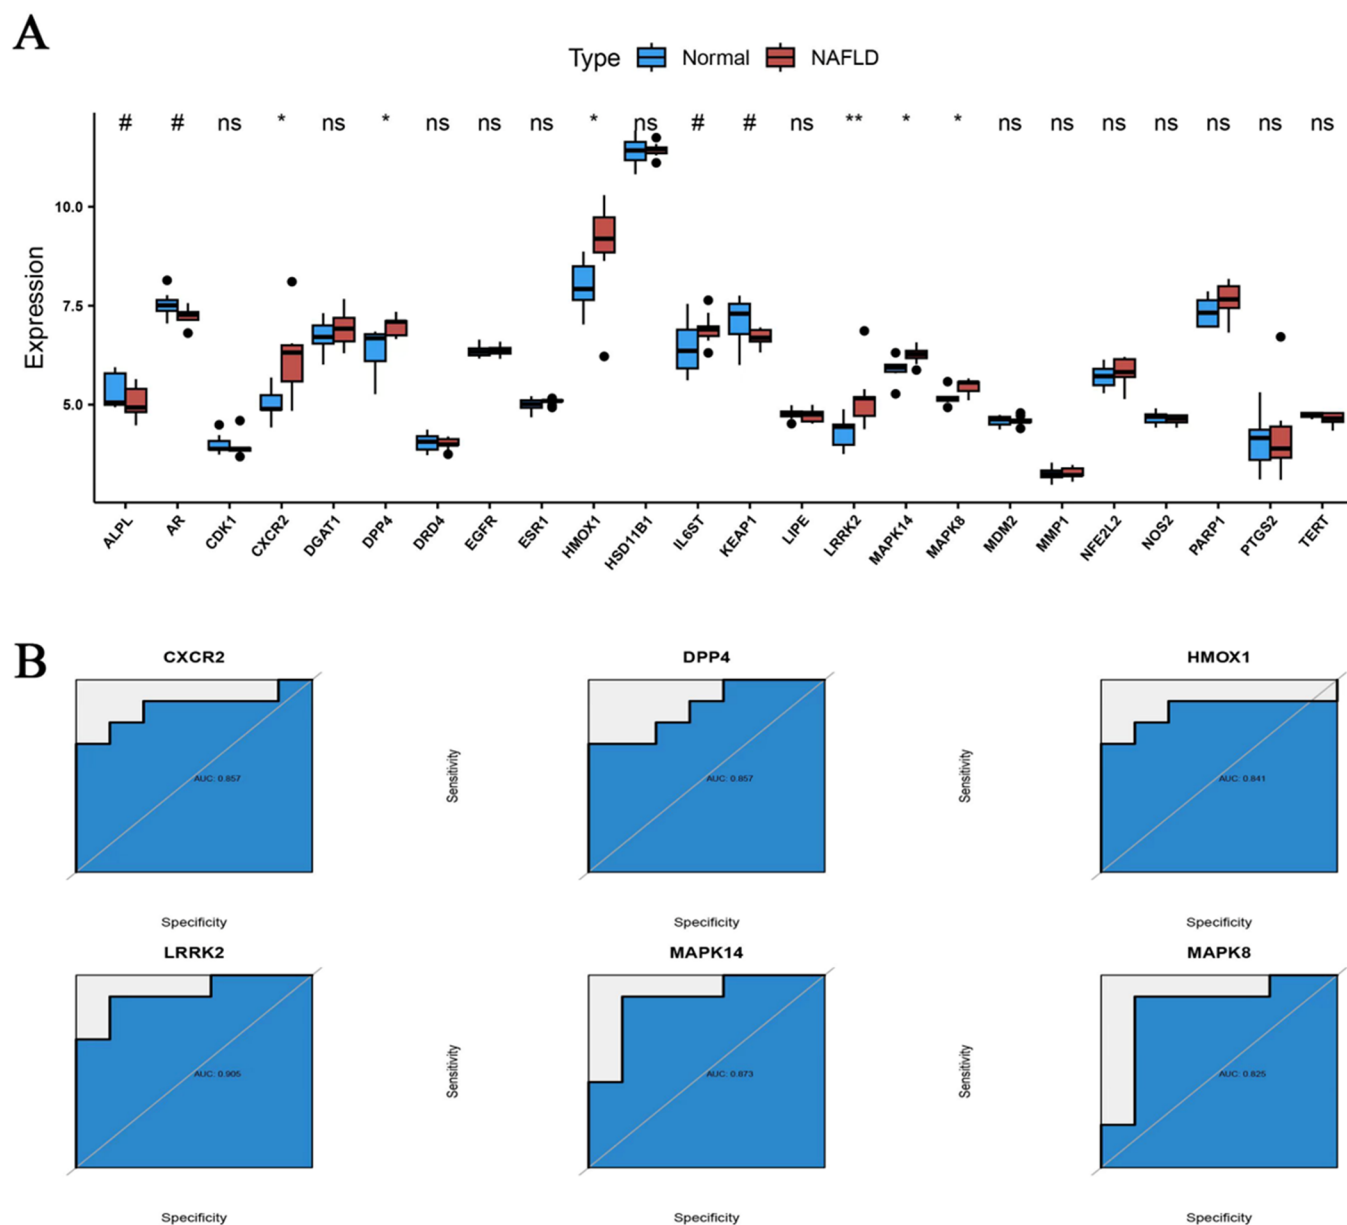 A
Type Normal NAFLD
# # ns * ns * ns ns ns * ns # # ns ** * * ns ns ns ns ns ns ns
Expression
10.0
7.5
5.0
ALPL AR CDK1 CXCR2 DGAT1 DPP4 DRD4 EGFR ESR1 HMOX1 HSD11B1 IL6ST KEAP1 LIPE LRRK2 MAPK14 MAPK8 MDM2 MMP1 NFE2L2 NOS2 PARP1 PTGS2 TERT
B
CXCR2 DPP4 HMOX1
Sensitivity Sensitivity
AUC: 0.857 AUC: 0.857 AUC: 0.841
Specificity Specificity Specificity
LRRK2 MAPK14 MAPK8
Sensitivity Sensitivity
AUC: 0.905 AUC: 0.873 AUC: 0.825
Specificity Specificity Specificity